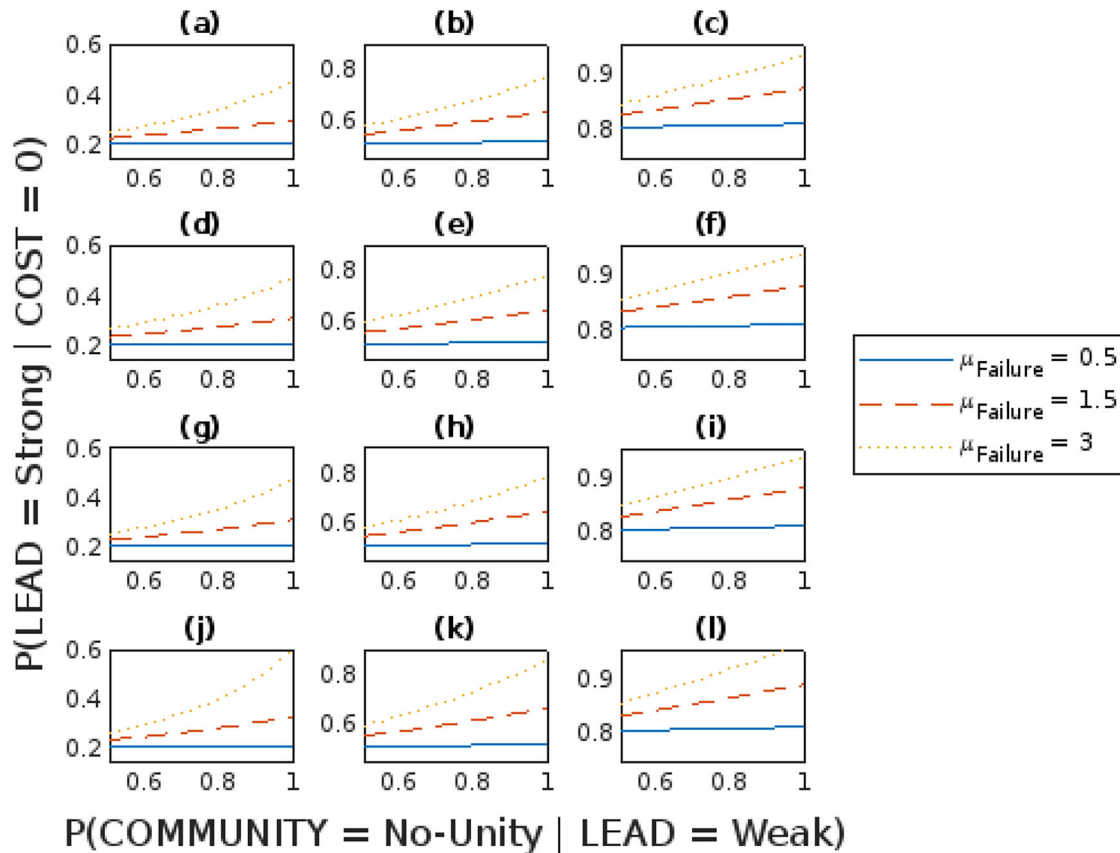 P(LEAD = Strong | COST = 0)
(a) (b) (c)
0.6
0.4
0.2
0.8
0.6
0.9
0.8
0.6 0.8 1 0.6 0.8 1 0.6 0.8 1
(d) (e) (f)
0.6
0.4
0.2
0.8
0.6
0.9
0.8
0.6 0.8 1 0.6 0.8 1 0.6 0.8 1
(g) (h) (i)
0.6
0.4
0.2
0.8
0.6
0.9
0.8
0.6 0.8 1 0.6 0.8 1 0.6 0.8 1
(j) (k) (l)
0.6
0.4
0.2
0.8
0.6
0.9
0.8
0.6 0.8 1 0.6 0.8 1 0.6 0.8 1
P(COMMUNITY = No-Unity | LEAD = Weak)
μFailure = 0.5
μFailure = 1.5
μFailure = 3